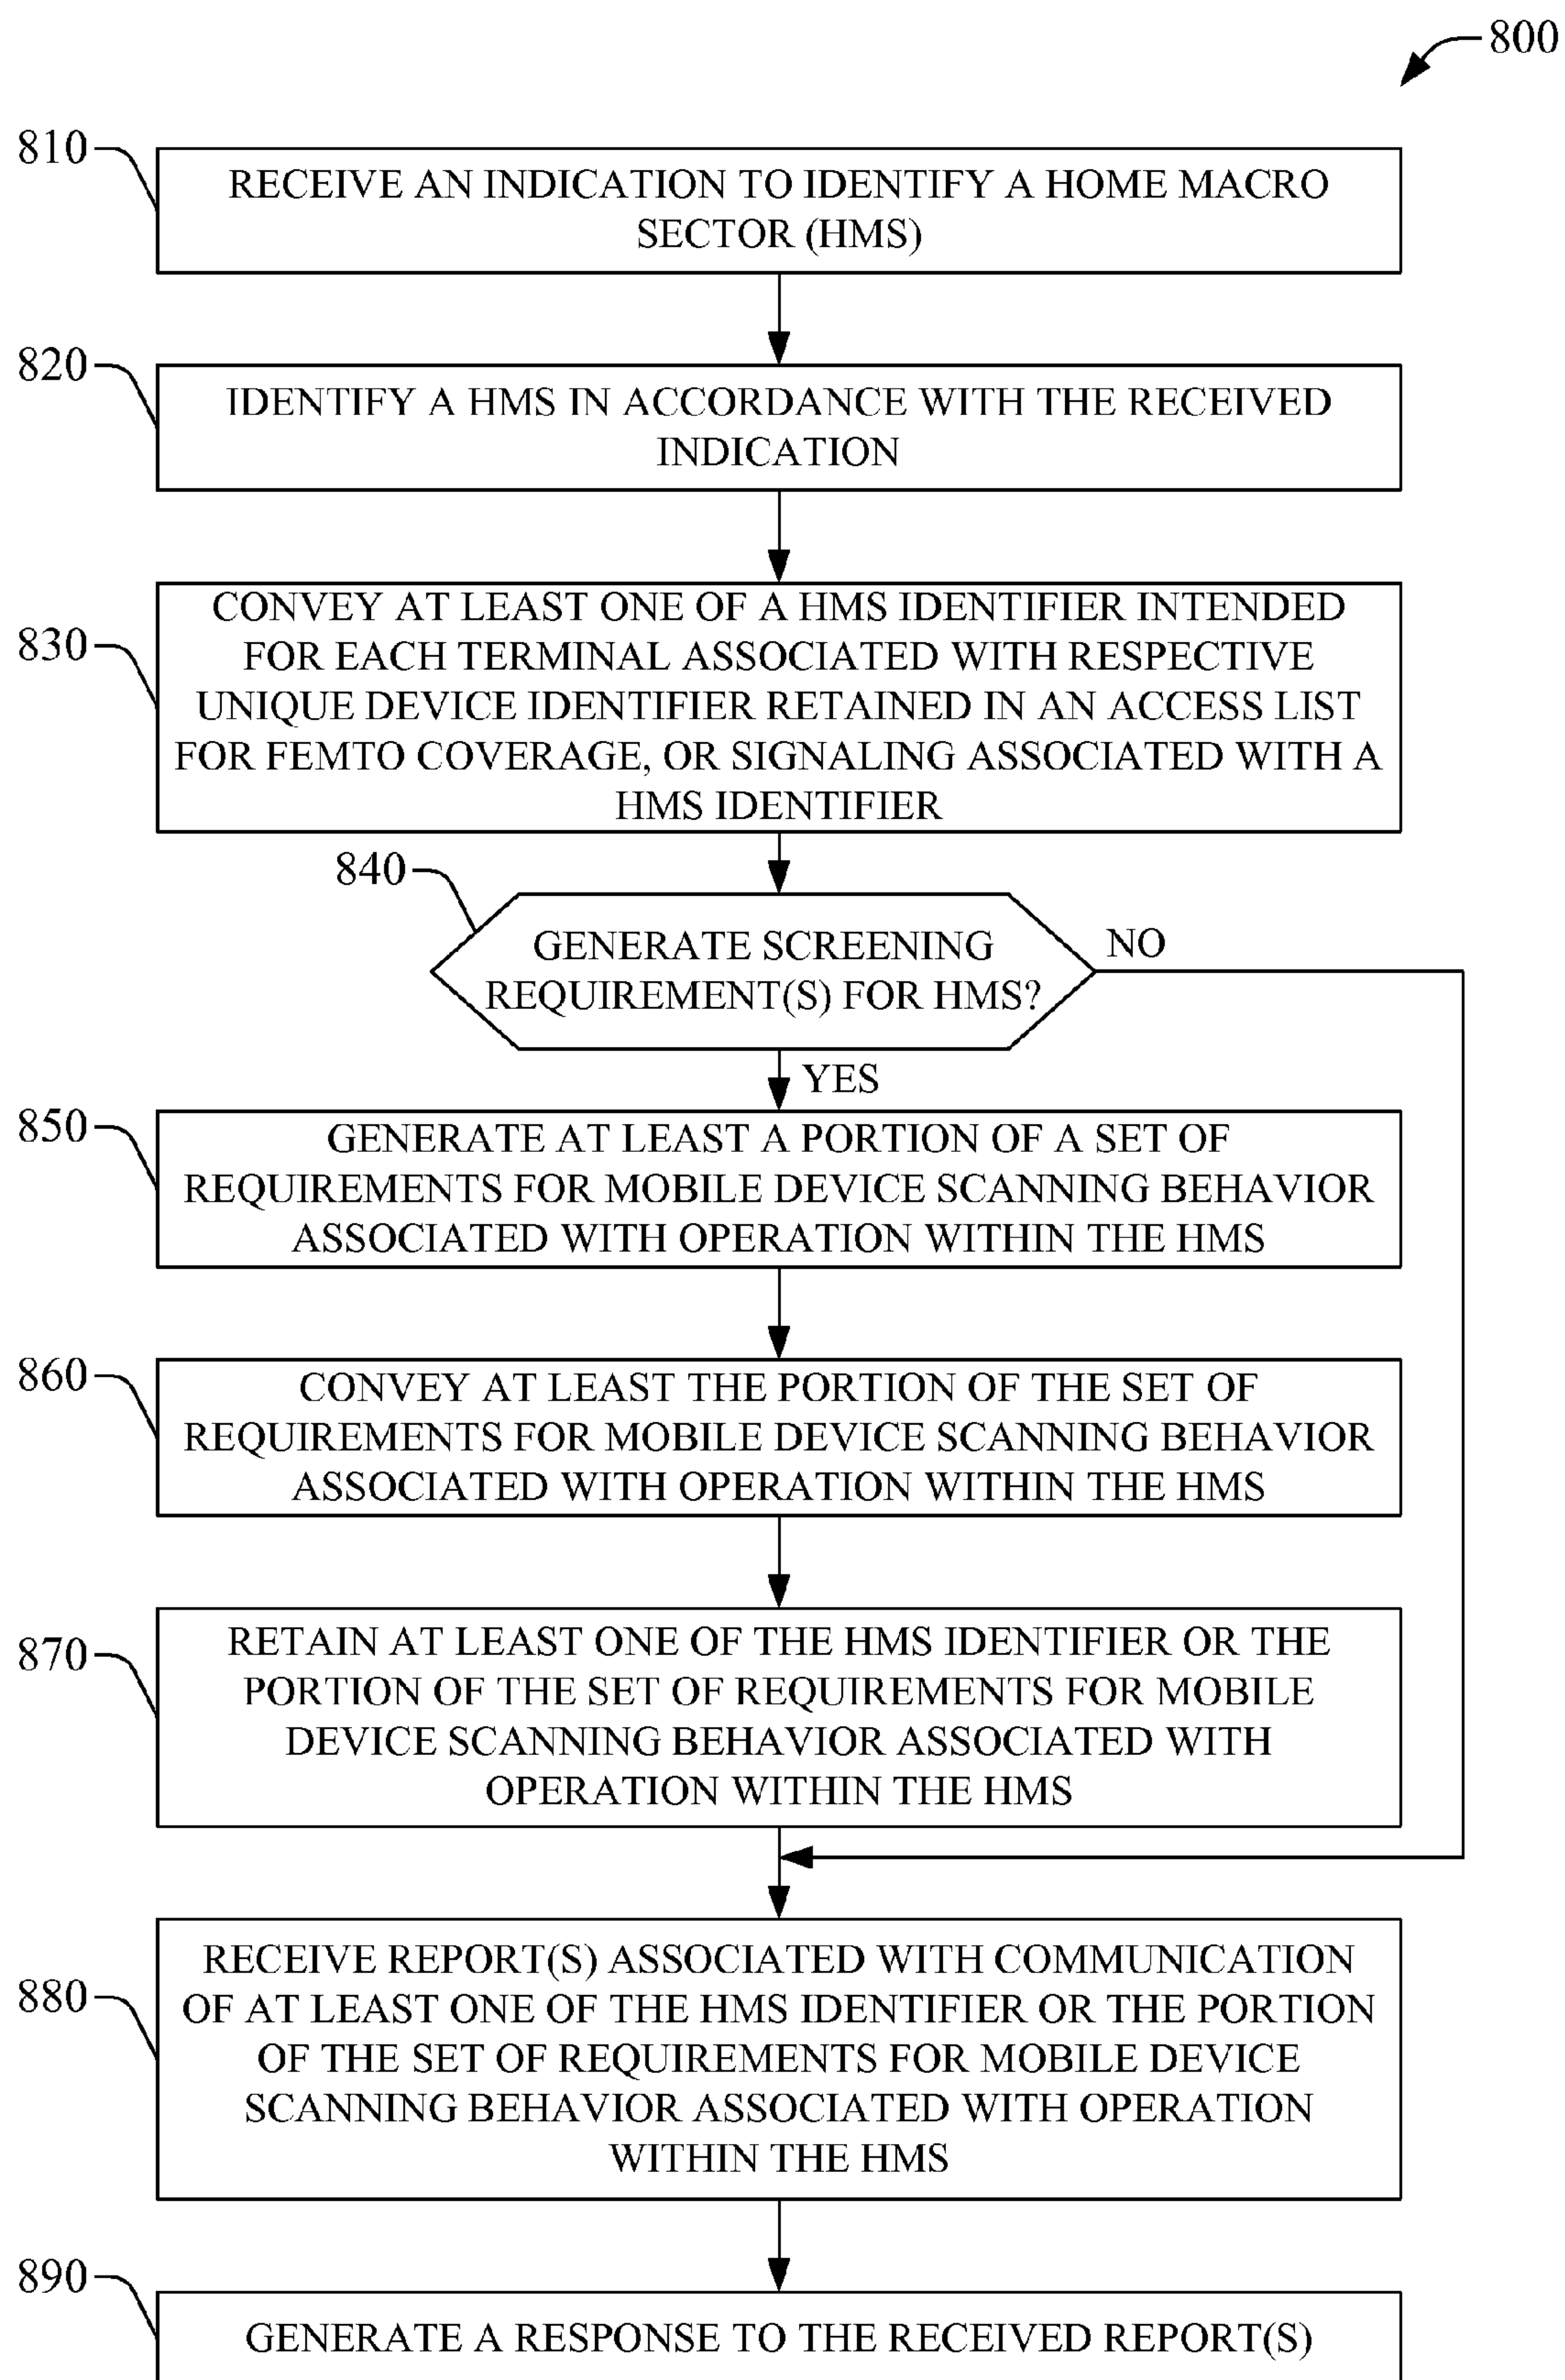 800
810
RECEIVE AN INDICATION TO IDENTIFY A HOME MACRO
SECTOR (HMS)
820
IDENTIFY A HMS IN ACCORDANCE WITH THE RECEIVED
INDICATION
830
CONVEY AT LEAST ONE OF A HMS IDENTIFIER INTENDED
FOR EACH TERMINAL ASSOCIATED WITH RESPECTIVE
UNIQUE DEVICE IDENTIFIER RETAINED IN AN ACCESS LIST
FOR FEMTO COVERAGE, OR SIGNALING ASSOCIATED WITH A
HMS IDENTIFIER
840
GENERATE SCREENING
REQUIREMENT(S) FOR HMS?
NO
YES
850
GENERATE AT LEAST A PORTION OF A SET OF
REQUIREMENTS FOR MOBILE DEVICE SCANNING BEHAVIOR
ASSOCIATED WITH OPERATION WITHIN THE HMS
860
CONVEY AT LEAST THE PORTION OF THE SET OF
REQUIREMENTS FOR MOBILE DEVICE SCANNING BEHAVIOR
ASSOCIATED WITH OPERATION WITHIN THE HMS
870
RETAIN AT LEAST ONE OF THE HMS IDENTIFIER OR THE
PORTION OF THE SET OF REQUIREMENTS FOR MOBILE
DEVICE SCANNING BEHAVIOR ASSOCIATED WITH
OPERATION WITHIN THE HMS
880
RECEIVE REPORT(S) ASSOCIATED WITH COMMUNICATION
OF AT LEAST ONE OF THE HMS IDENTIFIER OR THE PORTION
OF THE SET OF REQUIREMENTS FOR MOBILE DEVICE
SCANNING BEHAVIOR ASSOCIATED WITH OPERATION
WITHIN THE HMS
890
GENERATE A RESPONSE TO THE RECEIVED REPORT(S)